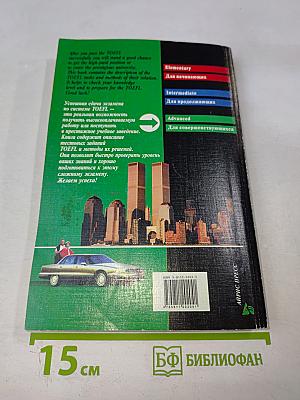 After you pass the TOEFL
successfully you will stand a good chance
to get the high-paid position or
to enter the prestigious university.
This book contains the description of the
TOEFL tasks and methods of their solution.
It helps to check your knowledge
level and to prepare for the TOEFL.
Good luck!
Успешная сдача экзамена
по системе TOEFL —
это реальная возможность
получить высокооплачиваемую
работу или поступить
в престижное учебное заведение.
Книга содержит описание
тестовых заданий
TOEFL и методы их решений.
Она поможет быстро проверить уровень
ваших знаний и хорошо
подготовиться к этому
сложному экзамену.
Желаем успеха!
Elementary
Для начинающих
Intermediate
Для продолжающих
Advanced
Для совершенствующихся
АЙРИС ПРЕСС
15 см
БФ БИБЛИОФАН